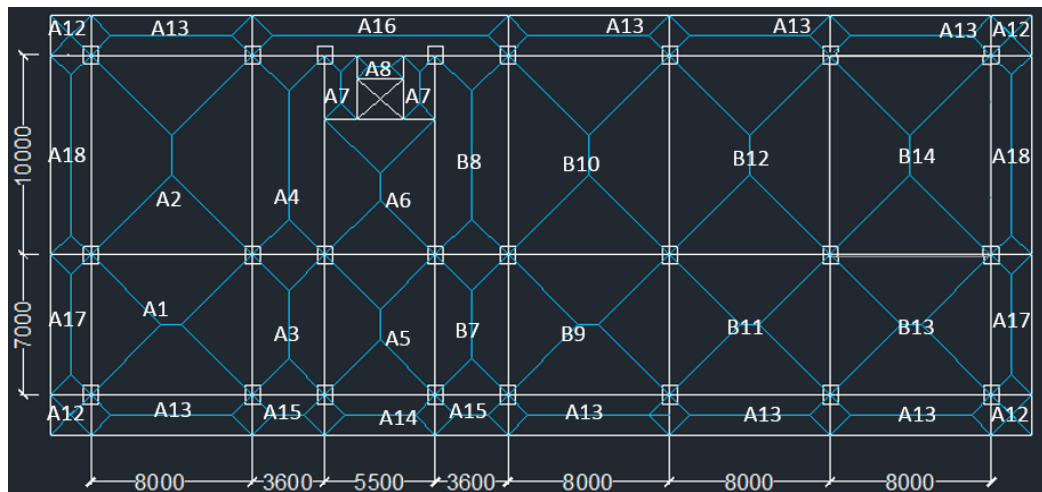 A12 A13 A16 A13 A13 A13 A12
A8
A7 A7
10000
A18 B8 B10 B12 B14 A18
A2 A4 A6
A1 A3 A5 B7 B9 B11 B13
7000
A17 A17
A12 A13 A15 A14 A15 A13 A13 A13 A12
8000 3600 5500 3600 8000 8000 8000